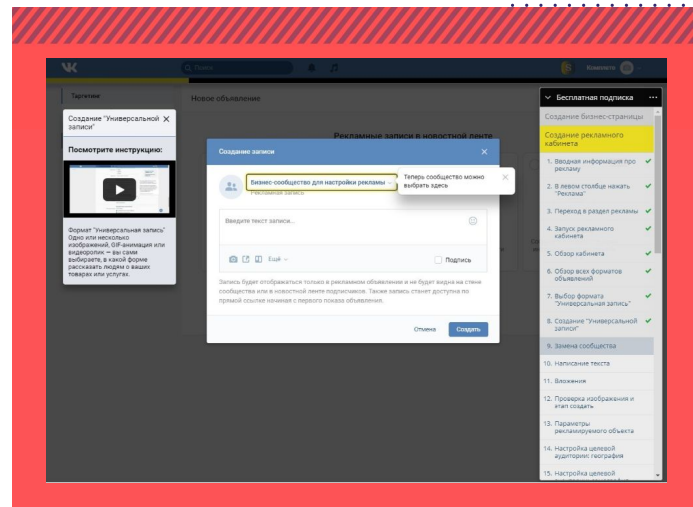 Поиск
Компакта
Таргетинг
Новое объявление
Рекламные записи в новостной ленте
Создание "Универсальной записи"
Посмотрите инструкцию:
Формат "Универсальная запись"
Одно или несколько
изображений, GIF-анимация или
видеоролик — вы сами
выбираете, в какой форме
рассказать людям о ваших
товарах или услугах.
Создание записи
Бизнес-сообщество для настройки рекламы
Рекламная запись
Теперь сообщество можно
выбрать здесь
Введите текст записи...
Ещё
Подпись
Запись будет отображаться только в рекламном объявлении и не будет видна на стене
сообщества или в новостной ленте подписчиков. Также запись станет доступна по
прямой ссылке начиная с первого показа объявления.
Отмена
Создать
Бесплатная подписка
Создание бизнес-страницы
Создание рекламного
кабинета
1. Вводная информация про
рекламу
2. В левом столбце нажать
"Реклама"
3. Переход в раздел рекламы
4. Запуск рекламного
кабинета
5. Обзор кабинета
6. Обзор всех форматов
объявлений
7. Выбор формата
"Универсальная запись"
8. Создание "Универсальной
записи"
9. Замена сообщества
10. Написание текста
11. Вложения
12. Проверка изображения и
этап создать
13. Параметры
рекламируемого объекта
14. Настройка целевой
аудитории: география
15. Настройка целевой